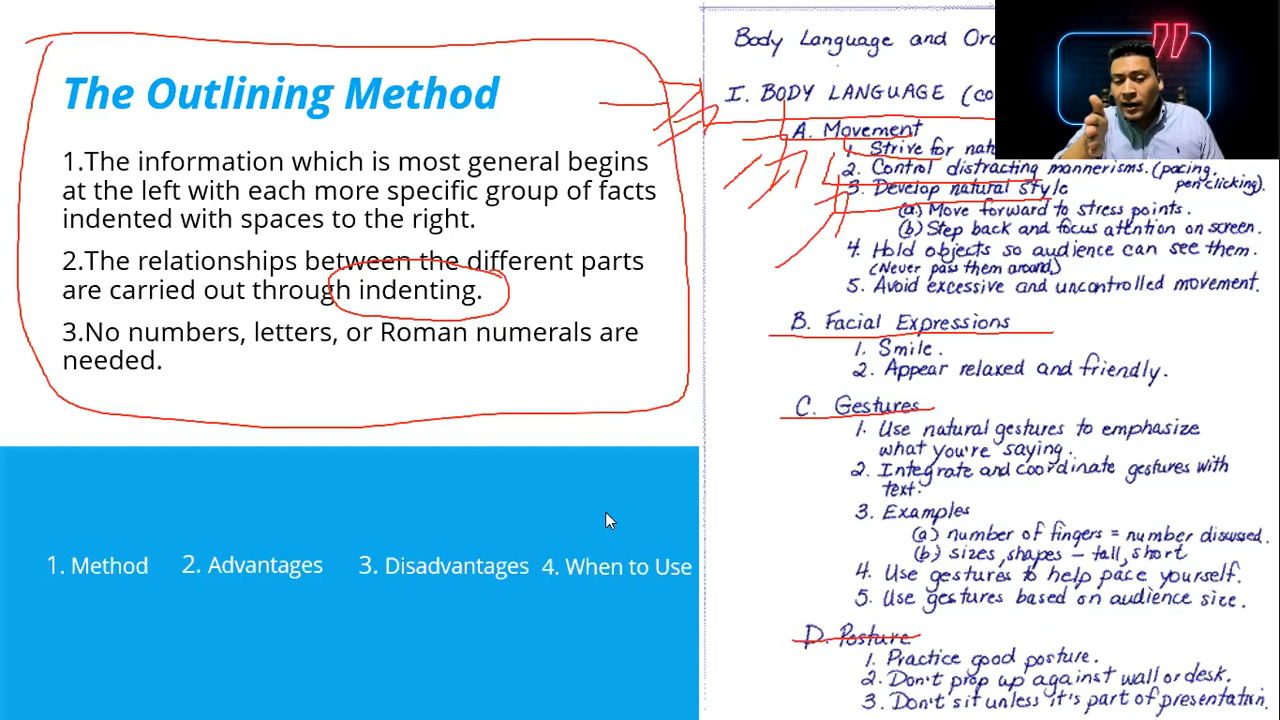 The Outlining Method
1.The information which is most general begins
at the left with each more specific group of facts
indented with spaces to the right.
2.The relationships between the different parts
are carried out through indenting.
3.No numbers, letters, or Roman numerals are
needed.
1. Method
2. Advantages
3. Disadvantages
4. When to Use
Body Language and
I. BODY LANGUAGE
A. Movement
1. Strive for
2. Control distracting mannerisms. (pacing,
pen clicking).
3. Develop natural style
(a) Move forward to stress points.
(b) Step back and focus attention on screen.
4. Hold objects so audience can see them.
(Never pass them around)
5. Avoid excessive and uncontrolled movement.
B. Facial Expressions
1. Smile.
2. Appear relaxed and friendly.
C. Gestures
1. Use natural gestures to emphasize
what you're saying.
2. Integrate and coordinate gestures with
text.
3. Examples
(a) number of fingers = number discussed.
(b) sizes, shapes – tall, short
4. Use gestures to help pace yourself.
5. Use gestures based on audience size.
D. Posture
1. Practice good posture.
2. Don't prop up against wall or desk.
3. Don't sit unless it's part of presentation.